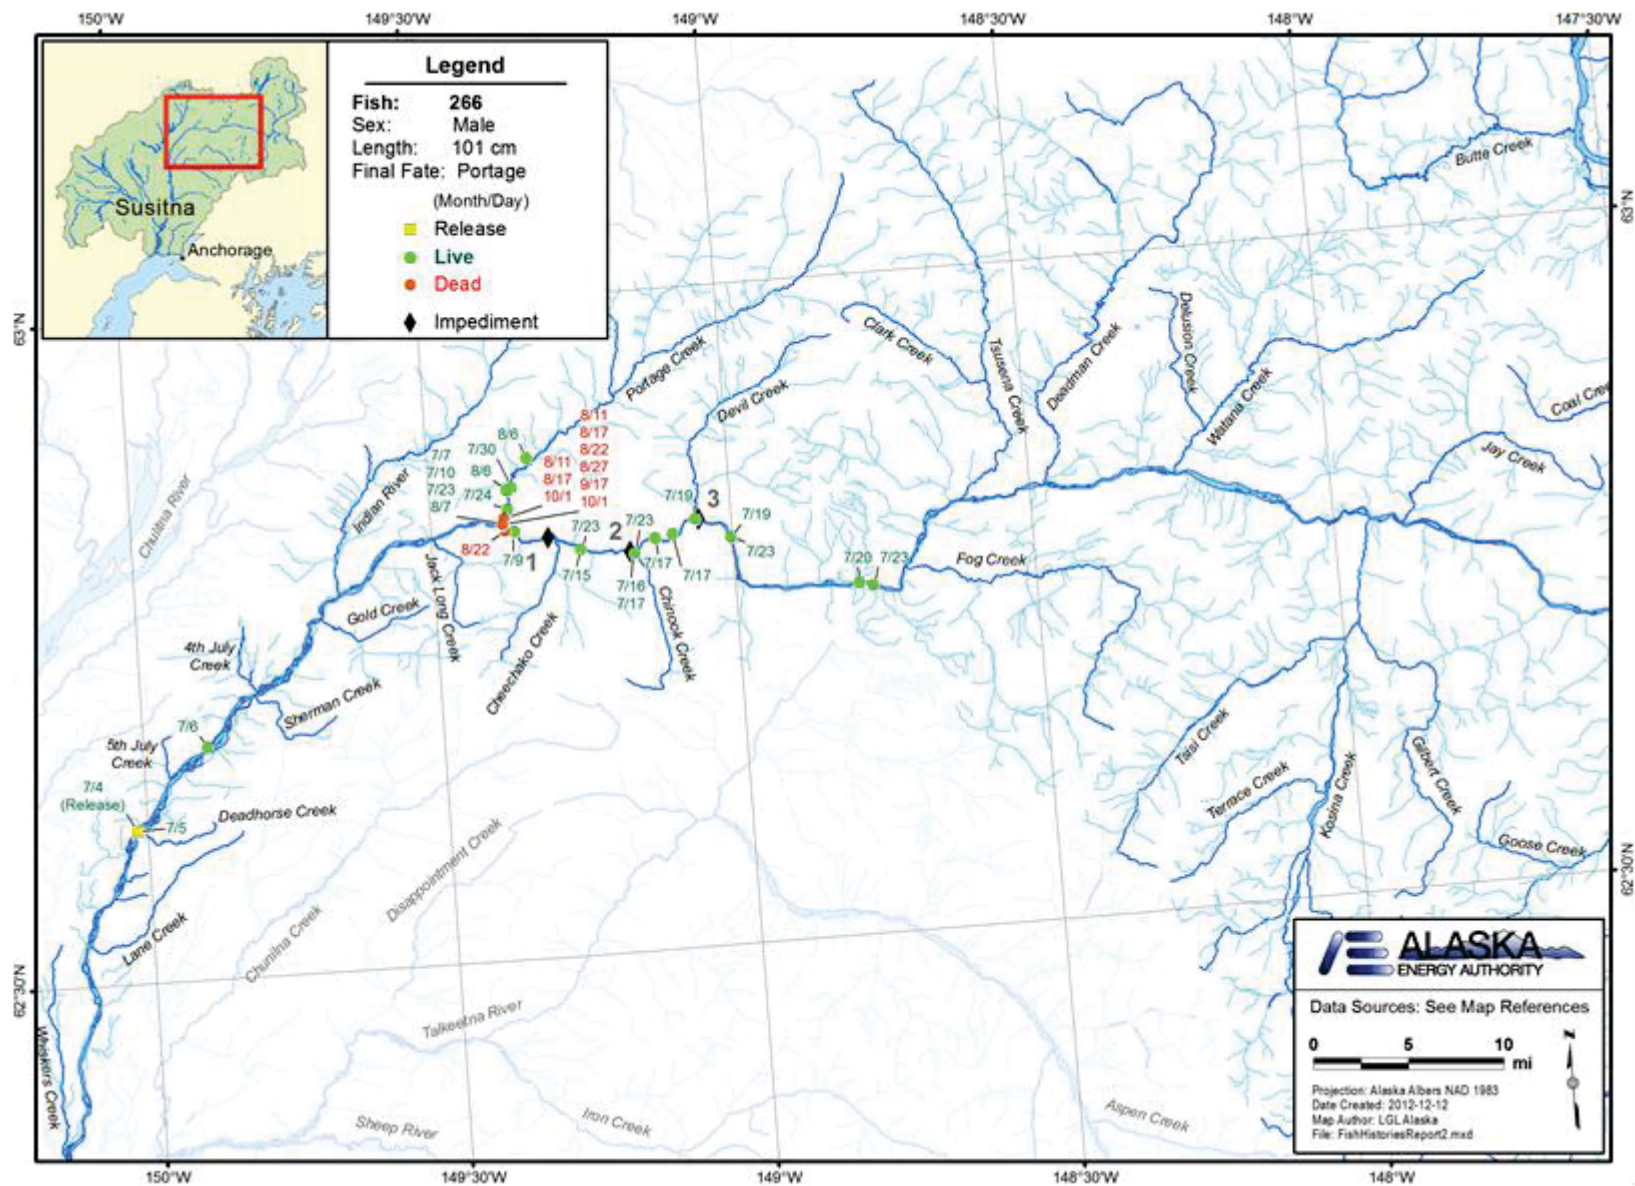 150°W 149°30'W 149°W 148°30'W 148°W 147°30'W
Legend
Fish: 266
Sex: Male
Length: 101 cm
Final Fate: Portage
(Month/Day)
Release
Live
Dead
Impediment
Susitna
Anchorage
63°N
63°N
Butte Creek
Clark Creek
Tsusena Creek
Deadman Creek
Delusion Creek
Watana Creek
Portage Creek
Devil Creek
Jay Creek
Chulitna River
Indian River
8/11
8/17
8/22
8/27
9/17
10/1
8/6
7/30
8/6
7/24
7/7
7/10
7/23
8/7
8/11
8/17
10/1
8/22
7/9
1
7/23
7/15
2
7/23
7/17
7/16
7/17
7/17
7/19
3
7/19
7/23
7/20
7/23
Fog Creek
Jack Long Creek
Gold Creek
Cheechako Creek
Chinook Creek
4th July
Creek
Sherman Creek
7/6
5th July
Creek
7/4
(Release)
7/5
Deadhorse Creek
Tsisi Creek
Terrace Creek
Kosina Creek
Gilbert Creek
Goose Creek
Lane Creek
Chunilna Creek
Disappointment Creek
62°30'N
62°30'N
Talkeetna River
Whiskers Creek
Sheep River
Iron Creek
Aspen Creek
ALASKA
ENERGY AUTHORITY
Data Sources: See Map References
0 5 10
mi
N
Projection: Alaska Albers NAD 1983
Date Created: 2012-12-12
Map Author: LGL Alaska
File: FishHistoriesReport2.mxd
150°W 149°30'W 149°W 148°30'W 148°W